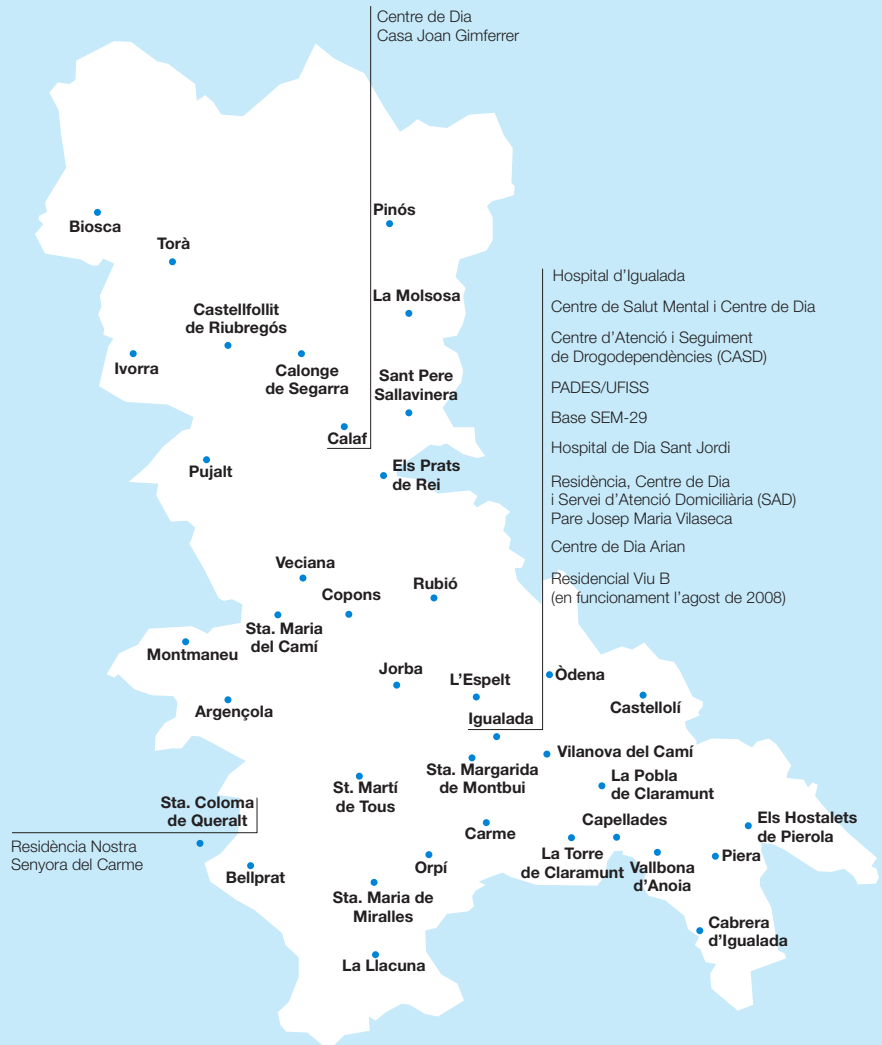 Centre de Dia
Casa Joan Gimferrer
Biosca
Pinós
Torà
La Molsosa
Castellfollit
de Riubregós
Ivorra
Calonge
de Segarra
Sant Pere
Sallavinera
Calaf
Pujalt
Els Prats
de Rei
Hospital d’Igualada
Centre de Salut Mental i Centre de Dia
Centre d’Atenció i Seguiment
de Drogodependències (CASD)
PADES/UFISS
Base SEM-29
Hospital de Dia Sant Jordi
Residència, Centre de Dia
i Servei d’Atenció Domiciliària (SAD)
Pare Josep Maria Vilaseca
Centre de Dia Arian
Residencial Viu B
(en funcionament l’agost de 2008)
Veciana
Copons
Rubió
Sta. Maria
del Camí
Montmaneu
Jorba
L’Espelt
Òdena
Argençola
Igualada
Castellolí
Vilanova del Camí
Sta. Margarida
de Montbui
St. Martí
de Tous
La Pobla
de Claramunt
Sta. Coloma
de Queralt
Residència Nostra
Senyora del Carme
Carme
Capellades
Els Hostalets
de Pierola
Bellprat
Orpí
La Torre
de Claramunt
Vallbona
d’Anoia
Piera
Sta. Maria de
Miralles
Cabrera
d’Igualada
La Llacuna